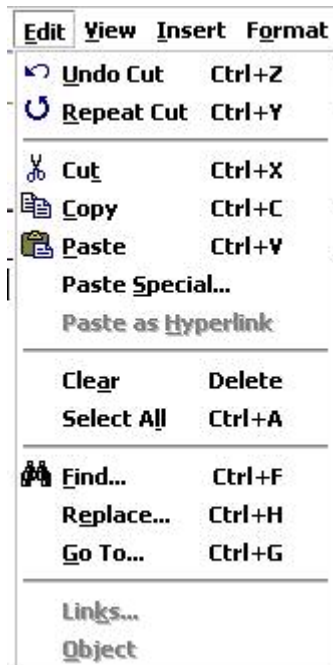 Edit View Insert Format
Undo Cut Ctrl+Z
Repeat Cut Ctrl+Y
Cut Ctrl+X
Copy Ctrl+C
Paste Ctrl+V
Paste Special...
Paste as Hyperlink
Clear Delete
Select All Ctrl+A
Find... Ctrl+F
Replace... Ctrl+H
Go To... Ctrl+G
Links...
Object